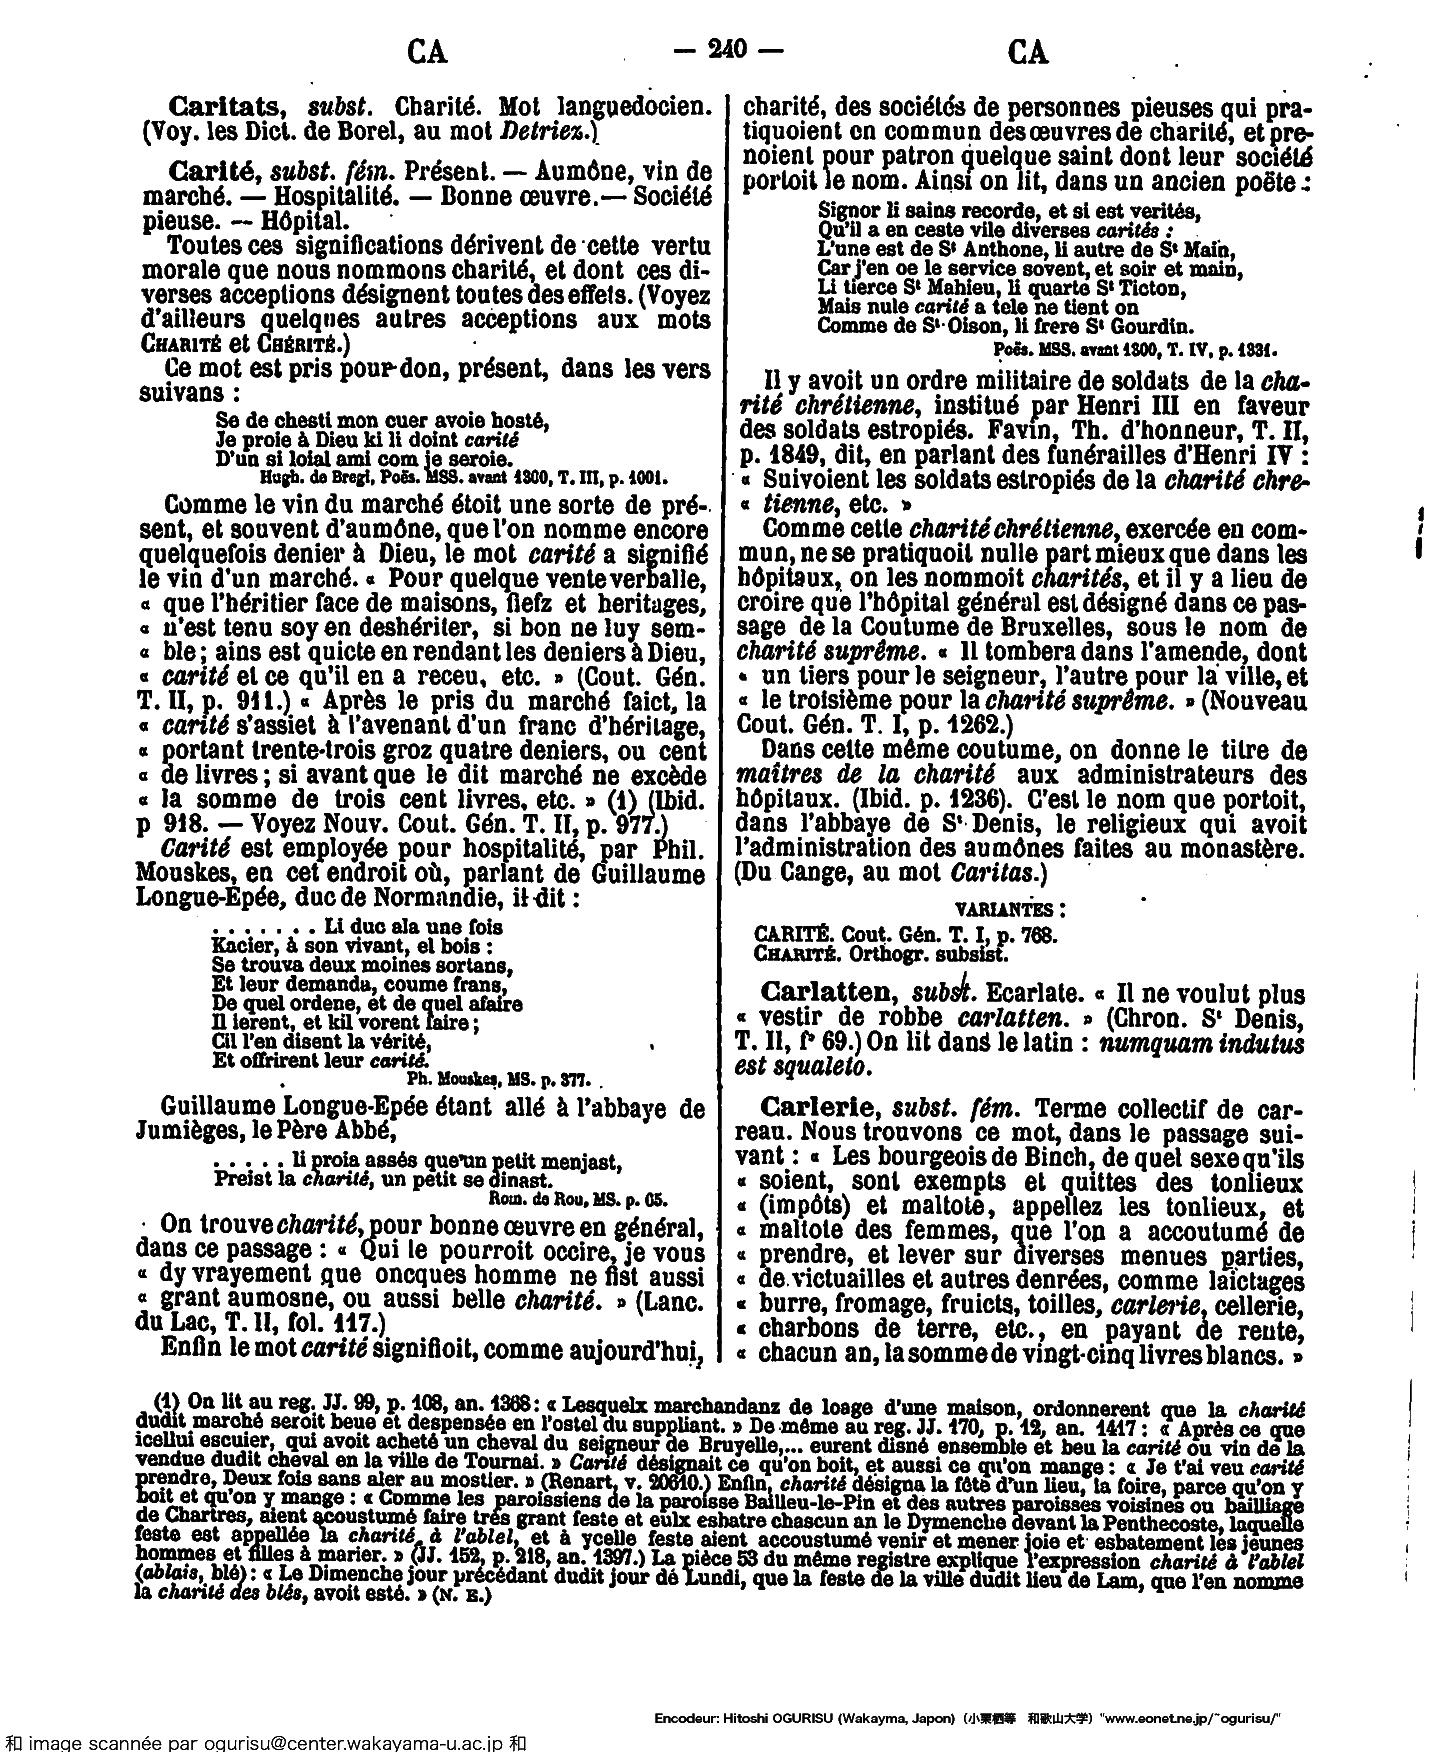 CA — 240 — CA
Caritats, subst. Charité. Mot languedocien.
(Voy. les Dict. de Borel, au mot Detriez.)
Carité, subst. fém. Présent. — Aumône, vin de
marché. — Hospitalité. — Bonne œuvre. — Société
pieuse. — Hôpital.
Toutes ces significations dérivent de cette vertu
morale que nous nommons charité, et dont ces di-
verses acceptions désignent toutes des effets. (Voyez
d'ailleurs quelques autres acceptions aux mots
CHARITÉ et CHÉRITÉ.)
Ce mot est pris pour don, présent, dans les vers
suivans :
Se de chesti mon cuer avoie hosté,
Je proie à Dieu ki li doint carité
D'un si loial ami com je seroie.
Hugh. de Bregi, Poës. MSS. avant 1300, T. III, p. 1001.
Comme le vin du marché étoit une sorte de pré-
sent, et souvent d'aumône, que l'on nomme encore
quelquefois denier à Dieu, le mot carité a signifié
le vin d'un marché. « Pour quelque vente verballe,
« que l'héritier face de maisons, fiefz et heritages,
« n'est tenu soy en deshériter, si bon ne luy sem-
« ble ; ains est quicte en rendant les deniers à Dieu,
« carité et ce qu'il en a receu, etc. » (Cout. Gén.
T. II, p. 911.) « Après le pris du marché faict, la
« carité s'assiet à l'avenant d'un franc d'héritage,
« portant trente-trois groz quatre deniers, ou cent
« de livres ; si avant que le dit marché ne excède
« la somme de trois cent livres, etc. » (1) (Ibid.
p 918. — Voyez Nouv. Cout. Gén. T. II, p. 977.)
Carité est employée pour hospitalité, par Phil.
Mouskes, en cet endroit où, parlant de Guillaume
Longue-Epée, duc de Normandie, il dit :
. . . . . . . Li duc ala une fois
Kacier, à son vivant, el bois :
Se trouva deux moines sortans,
Et leur demanda, coume frans,
De quel ordene, et de quel afaire
Il ierent, et kil vorent faire ;
Cil l'en disent la vérité,
Et offrirent leur carité.
Ph. Mouskes, MS. p. 377.
Guillaume Longue-Epée étant allé à l'abbaye de
Jumièges, le Père Abbé,
. . . . . li proia assés que'un petit menjast,
Preist la charité, un petit se dinast.
Rom. de Rou, MS. p. 65.
On trouve charité, pour bonne œuvre en général,
dans ce passage : « Qui le pourroit occire, je vous
« dy vrayement que oncques homme ne fist aussi
« grant aumosne, ou aussi belle charité. » (Lanc.
du Lac, T. II, fol. 117.)
Enfin le mot carité signifioit, comme aujourd'hui,
charité, des sociétés de personnes pieuses qui pra-
tiquoient en commun des œuvres de charité, et pre-
noient pour patron quelque saint dont leur société
portoit le nom. Ainsi on lit, dans un ancien poëte :
Signor li sains recorde, et si est verités,
Qu'il a en ceste vile diverses carités :
L'une est de St Anthone, li autre de St Main,
Car j'en oe le service sovent, et soir et main,
Li tierce St Mahieu, li quarte St Ticton,
Mais nule carité a tele ne tient on
Comme de St Oison, li frere St Gourdin.
Poës. MSS. avant 1300, T. IV, p. 1331.
Il y avoit un ordre militaire de soldats de la cha-
rité chrétienne, institué par Henri III en faveur
des soldats estropiés. Favin, Th. d'honneur, T. II,
p. 1849, dit, en parlant des funérailles d'Henri IV :
« Suivoient les soldats estropiés de la charité chre-
« tienne, etc. »
Comme cette charité chrétienne, exercée en com-
mun, ne se pratiquoit nulle part mieux que dans les
hôpitaux, on les nommoit charités, et il y a lieu de
croire que l'hôpital général est désigné dans ce pas-
sage de la Coutume de Bruxelles, sous le nom de
charité suprême. « Il tombera dans l'amende, dont
« un tiers pour le seigneur, l'autre pour la ville, et
« le troisième pour la charité suprême. » (Nouveau
Cout. Gén. T. I, p. 1262.)
Dans cette même coutume, on donne le titre de
maîtres de la charité aux administrateurs des
hôpitaux. (Ibid. p. 1236). C'est le nom que portoit,
dans l'abbaye de St Denis, le religieux qui avoit
l'administration des aumônes faites au monastère.
(Du Cange, au mot Caritas.)
VARIANTES :
CARITÉ. Cout. Gén. T. I, p. 768.
CHARITÉ. Orthogr. subsist.
Carlatten, subst. Ecarlate. « Il ne voulut plus
« vestir de robbe carlatten. » (Chron. St Denis,
T. II, f° 69.) On lit dans le latin : numquam indutus
est squaleto.
Carlerie, subst. fém. Terme collectif de car-
reau. Nous trouvons ce mot, dans le passage sui-
vant : « Les bourgeois de Binch, de quel sexe qu'ils
« soient, sont exempts et quittes des tonlieux
« (impôts) et maltote, appellez les tonlieux, et
« maltote des femmes, que l'on a accoutumé de
« prendre, et lever sur diverses menues parties,
« de victuailles et autres denrées, comme laictages
« burre, fromage, fruicts, toilles, carlerie, cellerie,
« charbons de terre, etc., en payant de rente,
« chacun an, la somme de vingt-cinq livres blancs. »
(1) On lit au reg. JJ. 99, p. 108, an. 1368 : « Lesquelx marchandanz de loage d'une maison, ordonnerent que la charité
dudit marché seroit beue et despensée en l'ostel du suppliant. » De même au reg. JJ. 170, p. 12, an. 1417 : « Après ce que
icellui escuier, qui avoit acheté un cheval du seigneur de Bruyelle,... eurent disné ensemble et beu la carité ou vin de la
vendue dudit cheval en la ville de Tournai. » Carité désignait ce qu'on boit, et aussi ce qu'on mange : « Je t'ai veu carité
prendre, Deux fois sans aler au mostier. » (Renart, v. 20610.) Enfin, charité désigna la fête d'un lieu, la foire, parce qu'on y
boit et qu'on y mange : « Comme les paroissiens de la paroisse Bailleu-le-Pin et des autres paroisses voisines ou bailliage
de Chartres, aient acoustumé faire très grant feste et eulx esbatre chascun an le Dymenche devant la Penthecoste, laquelle
feste est appellée la charité, à l'ablel, et à ycelle feste aient accoustumé venir et mener joie et esbatement les jeunes
hommes et filles à marier. » (JJ. 152, p. 218, an. 1397.) La pièce 53 du même registre explique l'expression charité à l'ablel
(ablais, blé) : « Le Dimenche jour précédant dudit jour de Lundi, que la feste de la ville dudit lieu de Lam, que l'en nomme
la charité des blés, avoit esté. » (N. E.)
Encodeur: Hitoshi OGURISU (Wakayma, Japon) (小栗栖等 和歌山大学) "www.eonet.ne.jp/~ogurisu/"
和 image scannée par ogurisu@center.wakayama-u.ac.jp 和